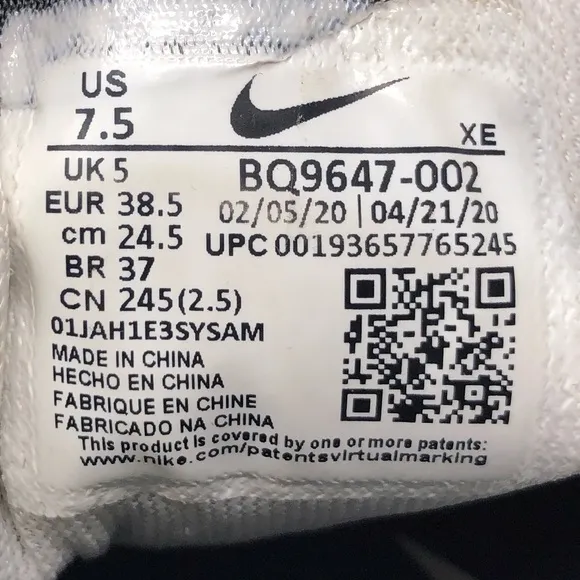 US
7.5
XE
UK 5
BQ9647-002
EUR 38.5
02/05/20 | 04/21/20
cm 24.5
UPC 00193657765245
BR 37
CN 245(2.5)
01JAH1E3SYSAM
MADE IN CHINA
HECHO EN CHINA
FABRIQUE EN CHINE
FABRICADO NA CHINA
This product is covered by one or more patents:
www.nike.com/patentsvirtualmarking